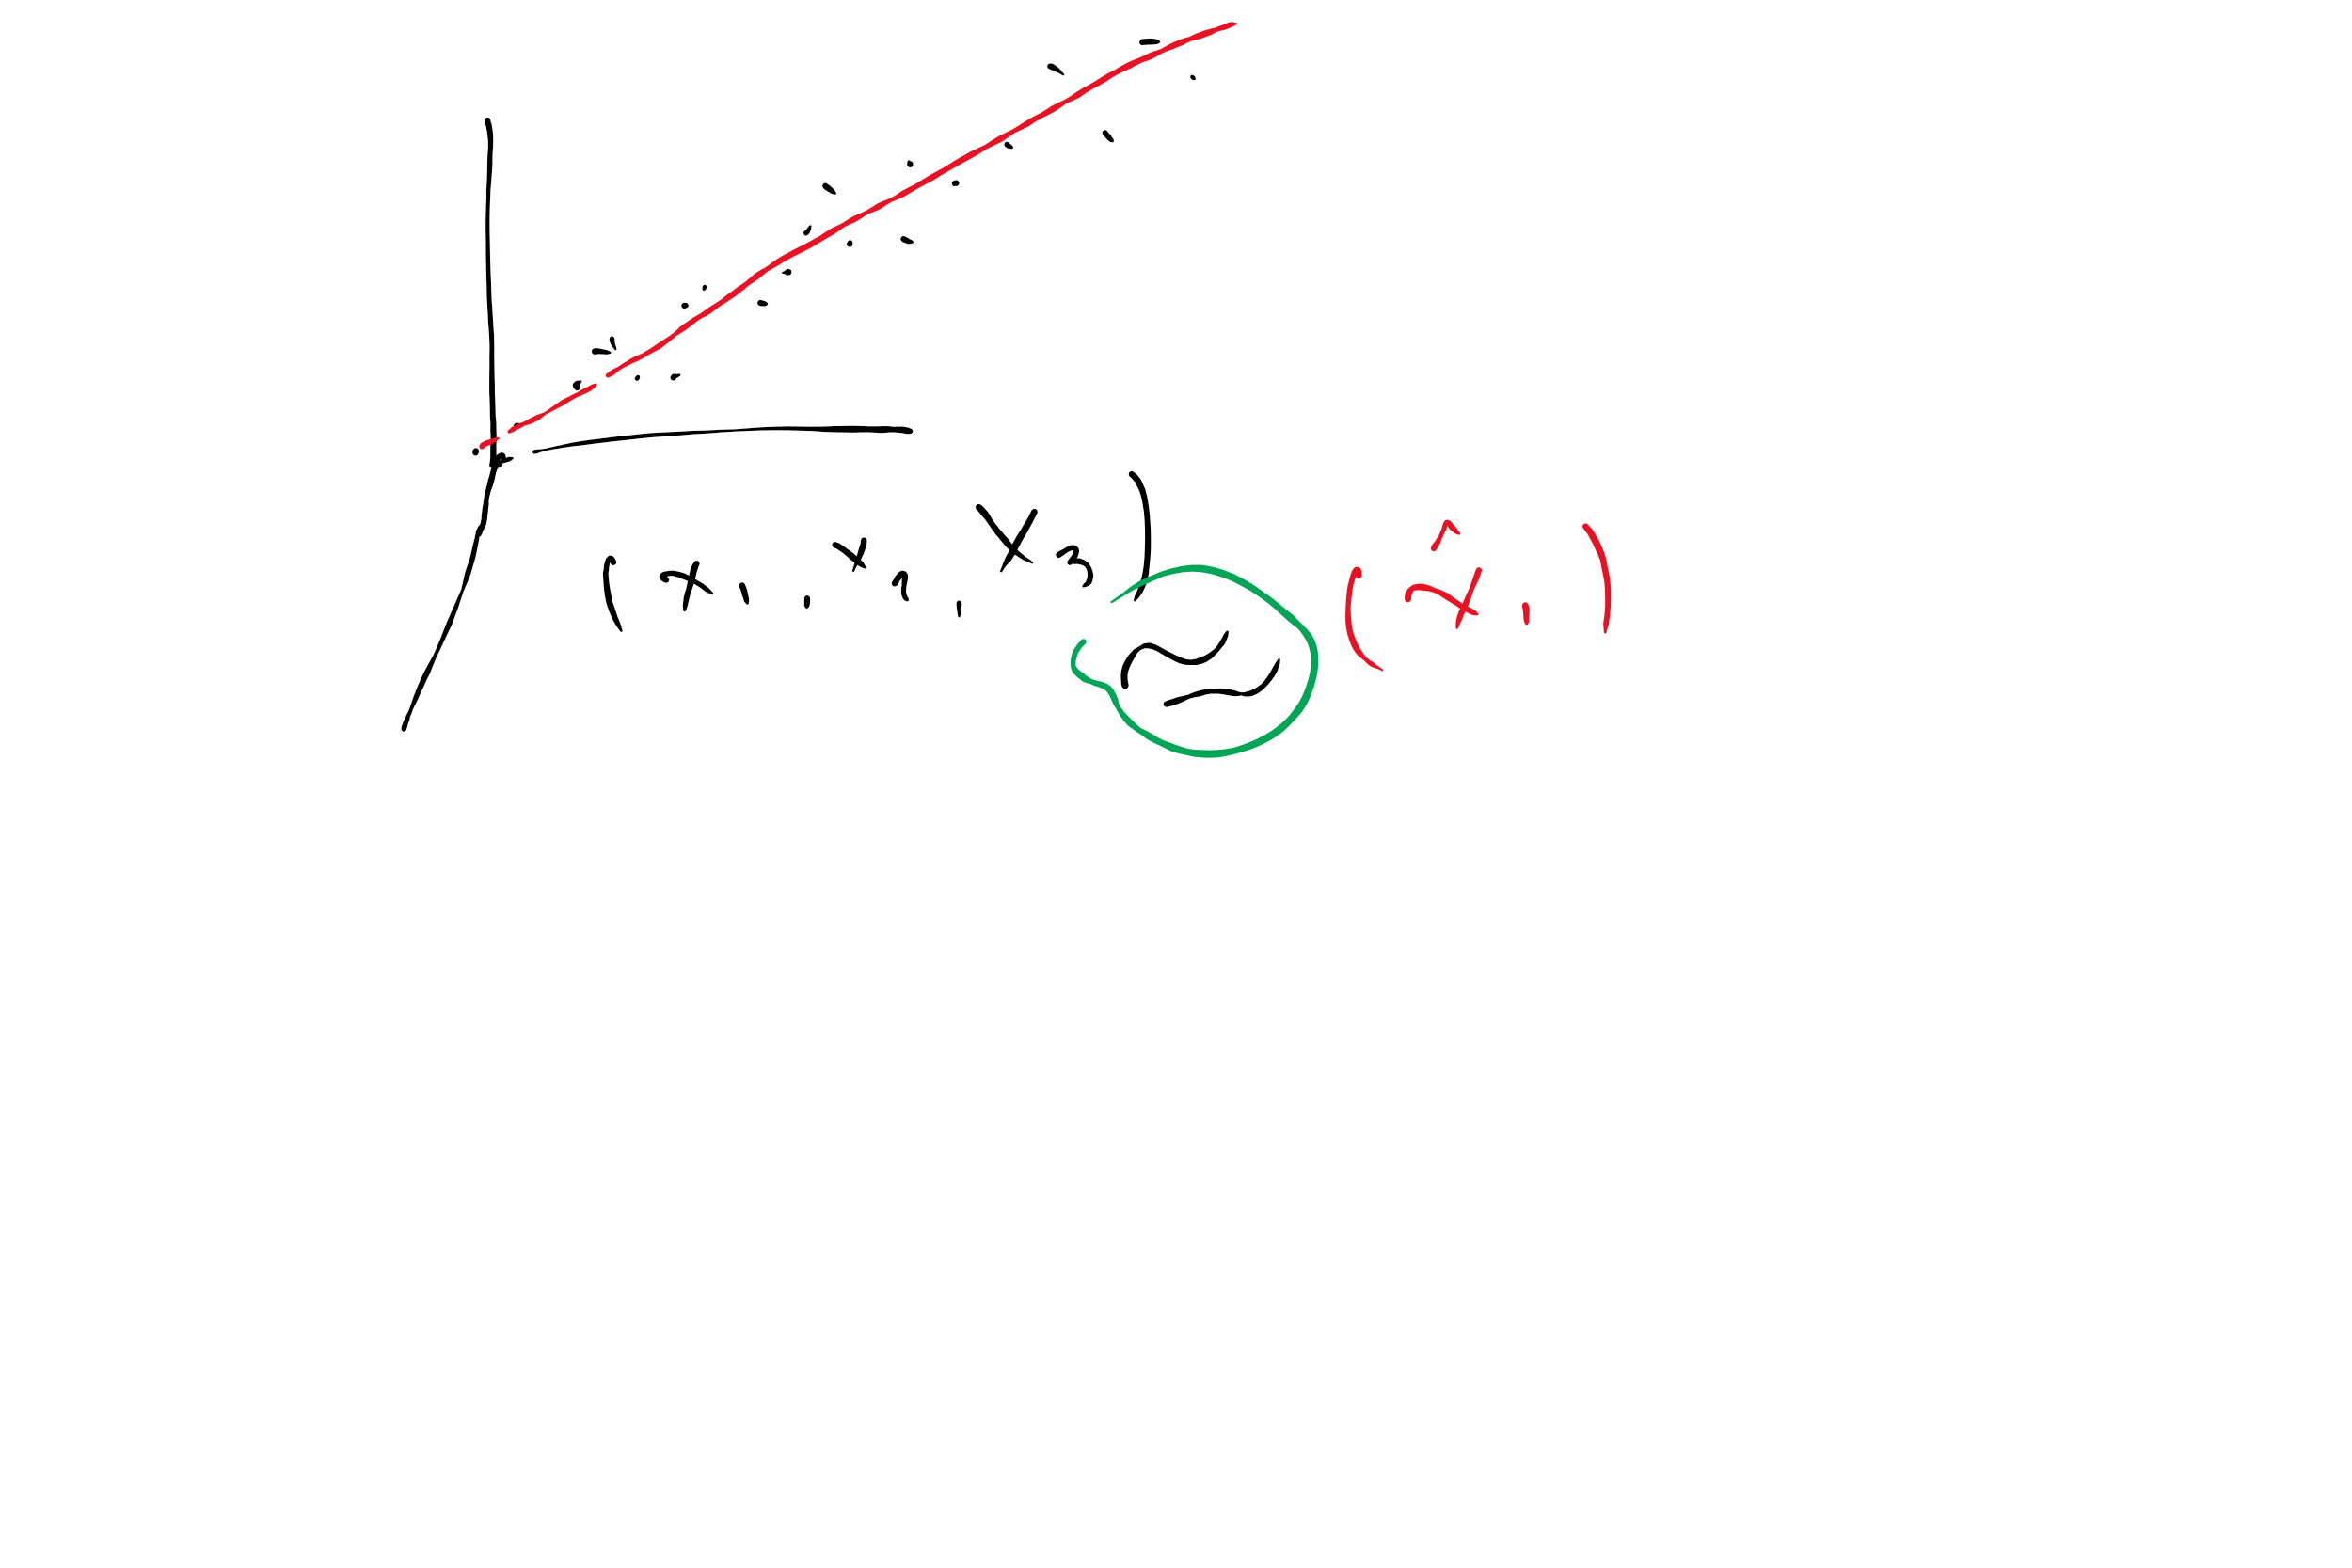 (x₁, x₂, x₃) ≈ (x̂₁)